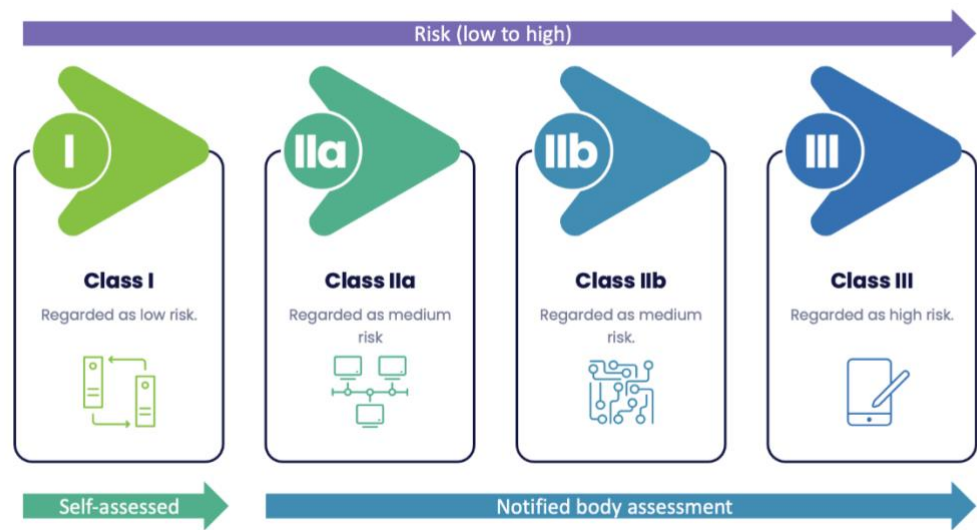 Risk (low to high)
I
IIa
IIb
III
Class I
Regarded as low risk.
Class IIa
Regarded as medium
risk
Class IIb
Regarded as medium
risk.
Class III
Regarded as high risk.
Self-assessed
Notified body assessment